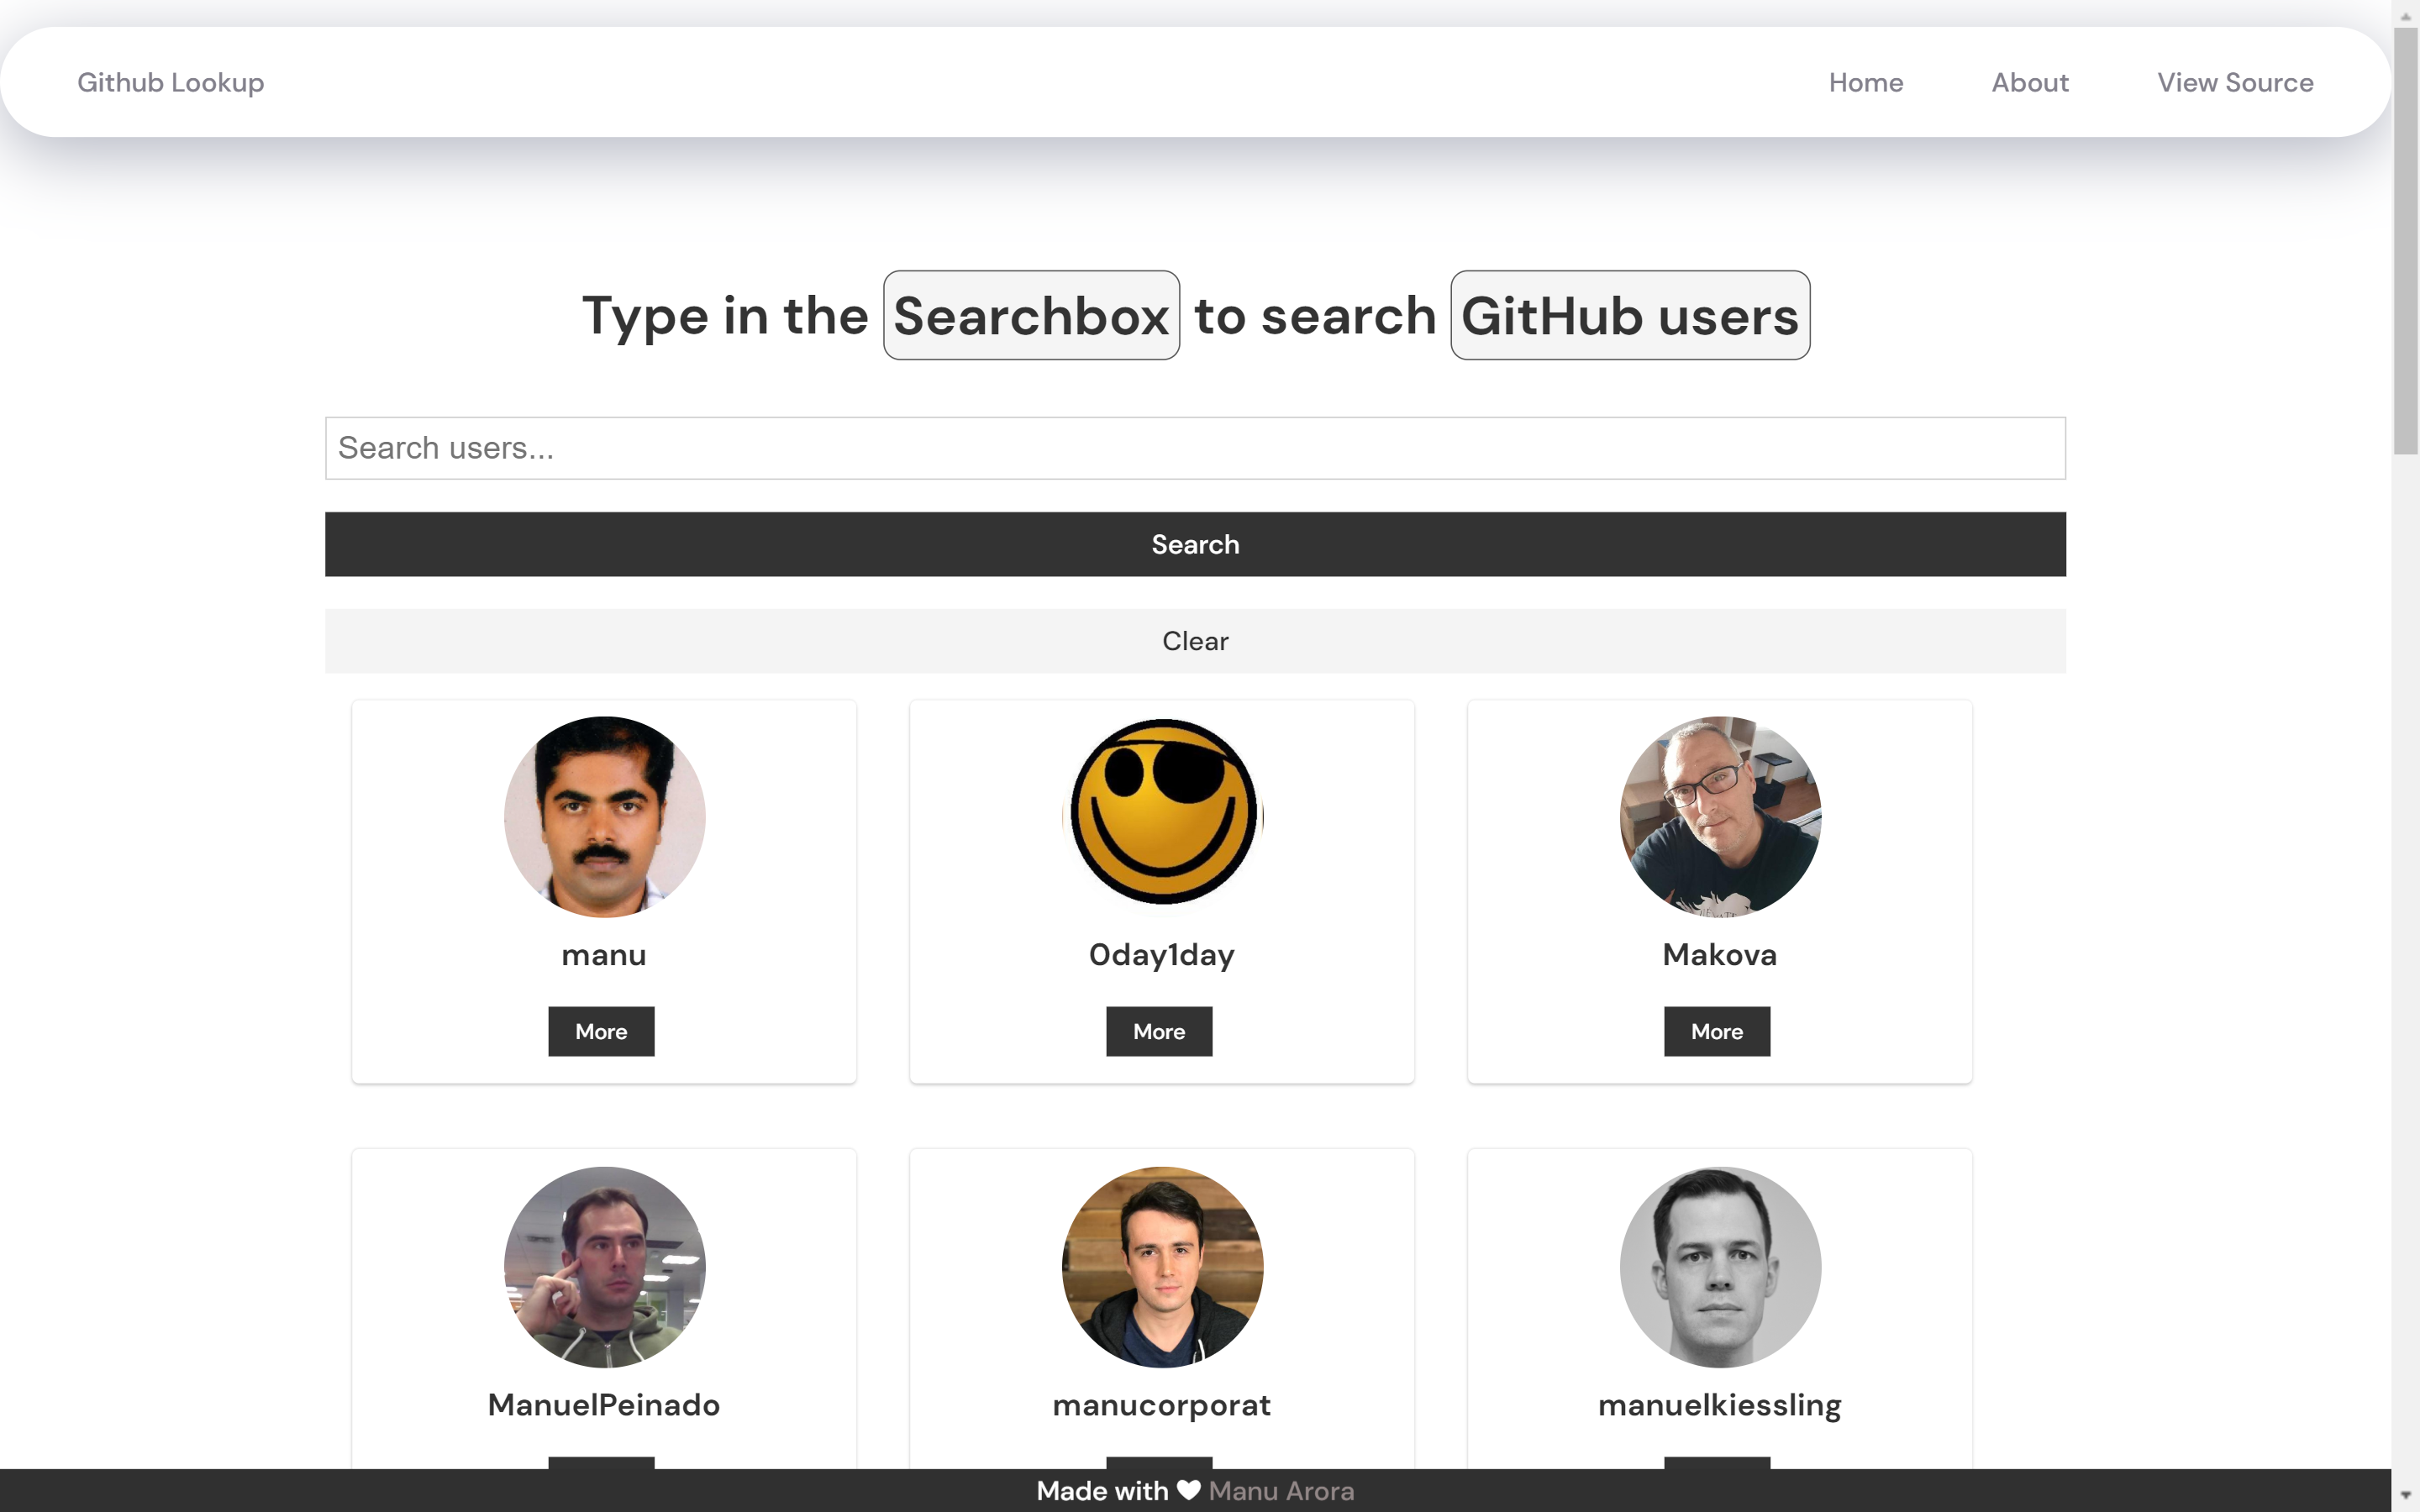 Github Lookup Home About View Source
Type in the Searchbox to search GitHub users
Search users...
Search
Clear
manu 0day1day Makova
More More More
ManuelPeinado manucorporat manuelkiessling
Made with Manu Arora